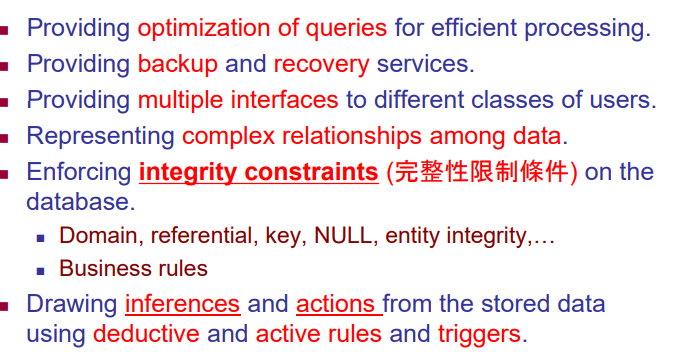 Providing optimization of queries for efficient processing.
Providing backup and recovery services.
Providing multiple interfaces to different classes of users.
Representing complex relationships among data.
Enforcing integrity constraints (完整性限制條件) on the
database.
Domain, referential, key, NULL, entity integrity,…
Business rules
Drawing inferences and actions from the stored data
using deductive and active rules and triggers.